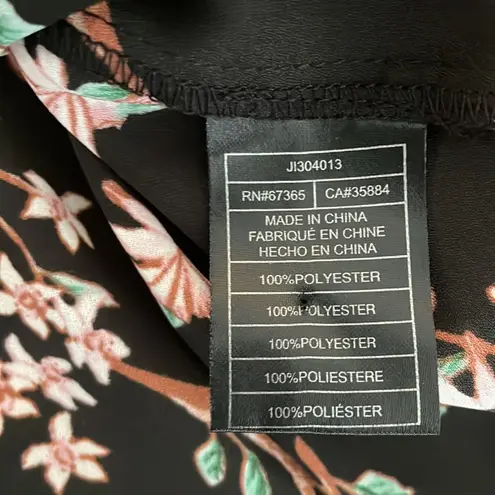 JI304013
RN#67365 CA#35884
MADE IN CHINA
FABRIQUÉ EN CHINE
HECHO EN CHINA
100%POLYESTER
100%POLYESTER
100%POLYESTER
100%POLIESTERE
100%POLIÉSTER